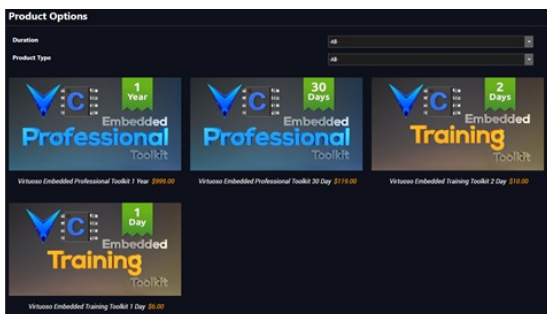 Product Options
Duration
All
Product Type
All
VC
1 Year
Embedded
Professional
Toolkit
Virtuoso Embedded Professional Toolkit 1 Year $999.00
VC
30 Days
Embedded
Professional
Toolkit
Virtuoso Embedded Professional Toolkit 30 Day $119.00
VC
2 Days
Embedded
Training
Toolkit
Virtuoso Embedded Training Toolkit 2 Day $10.00
VC
1 Day
Embedded
Training
Toolkit
Virtuoso Embedded Training Toolkit 1 Day $6.00